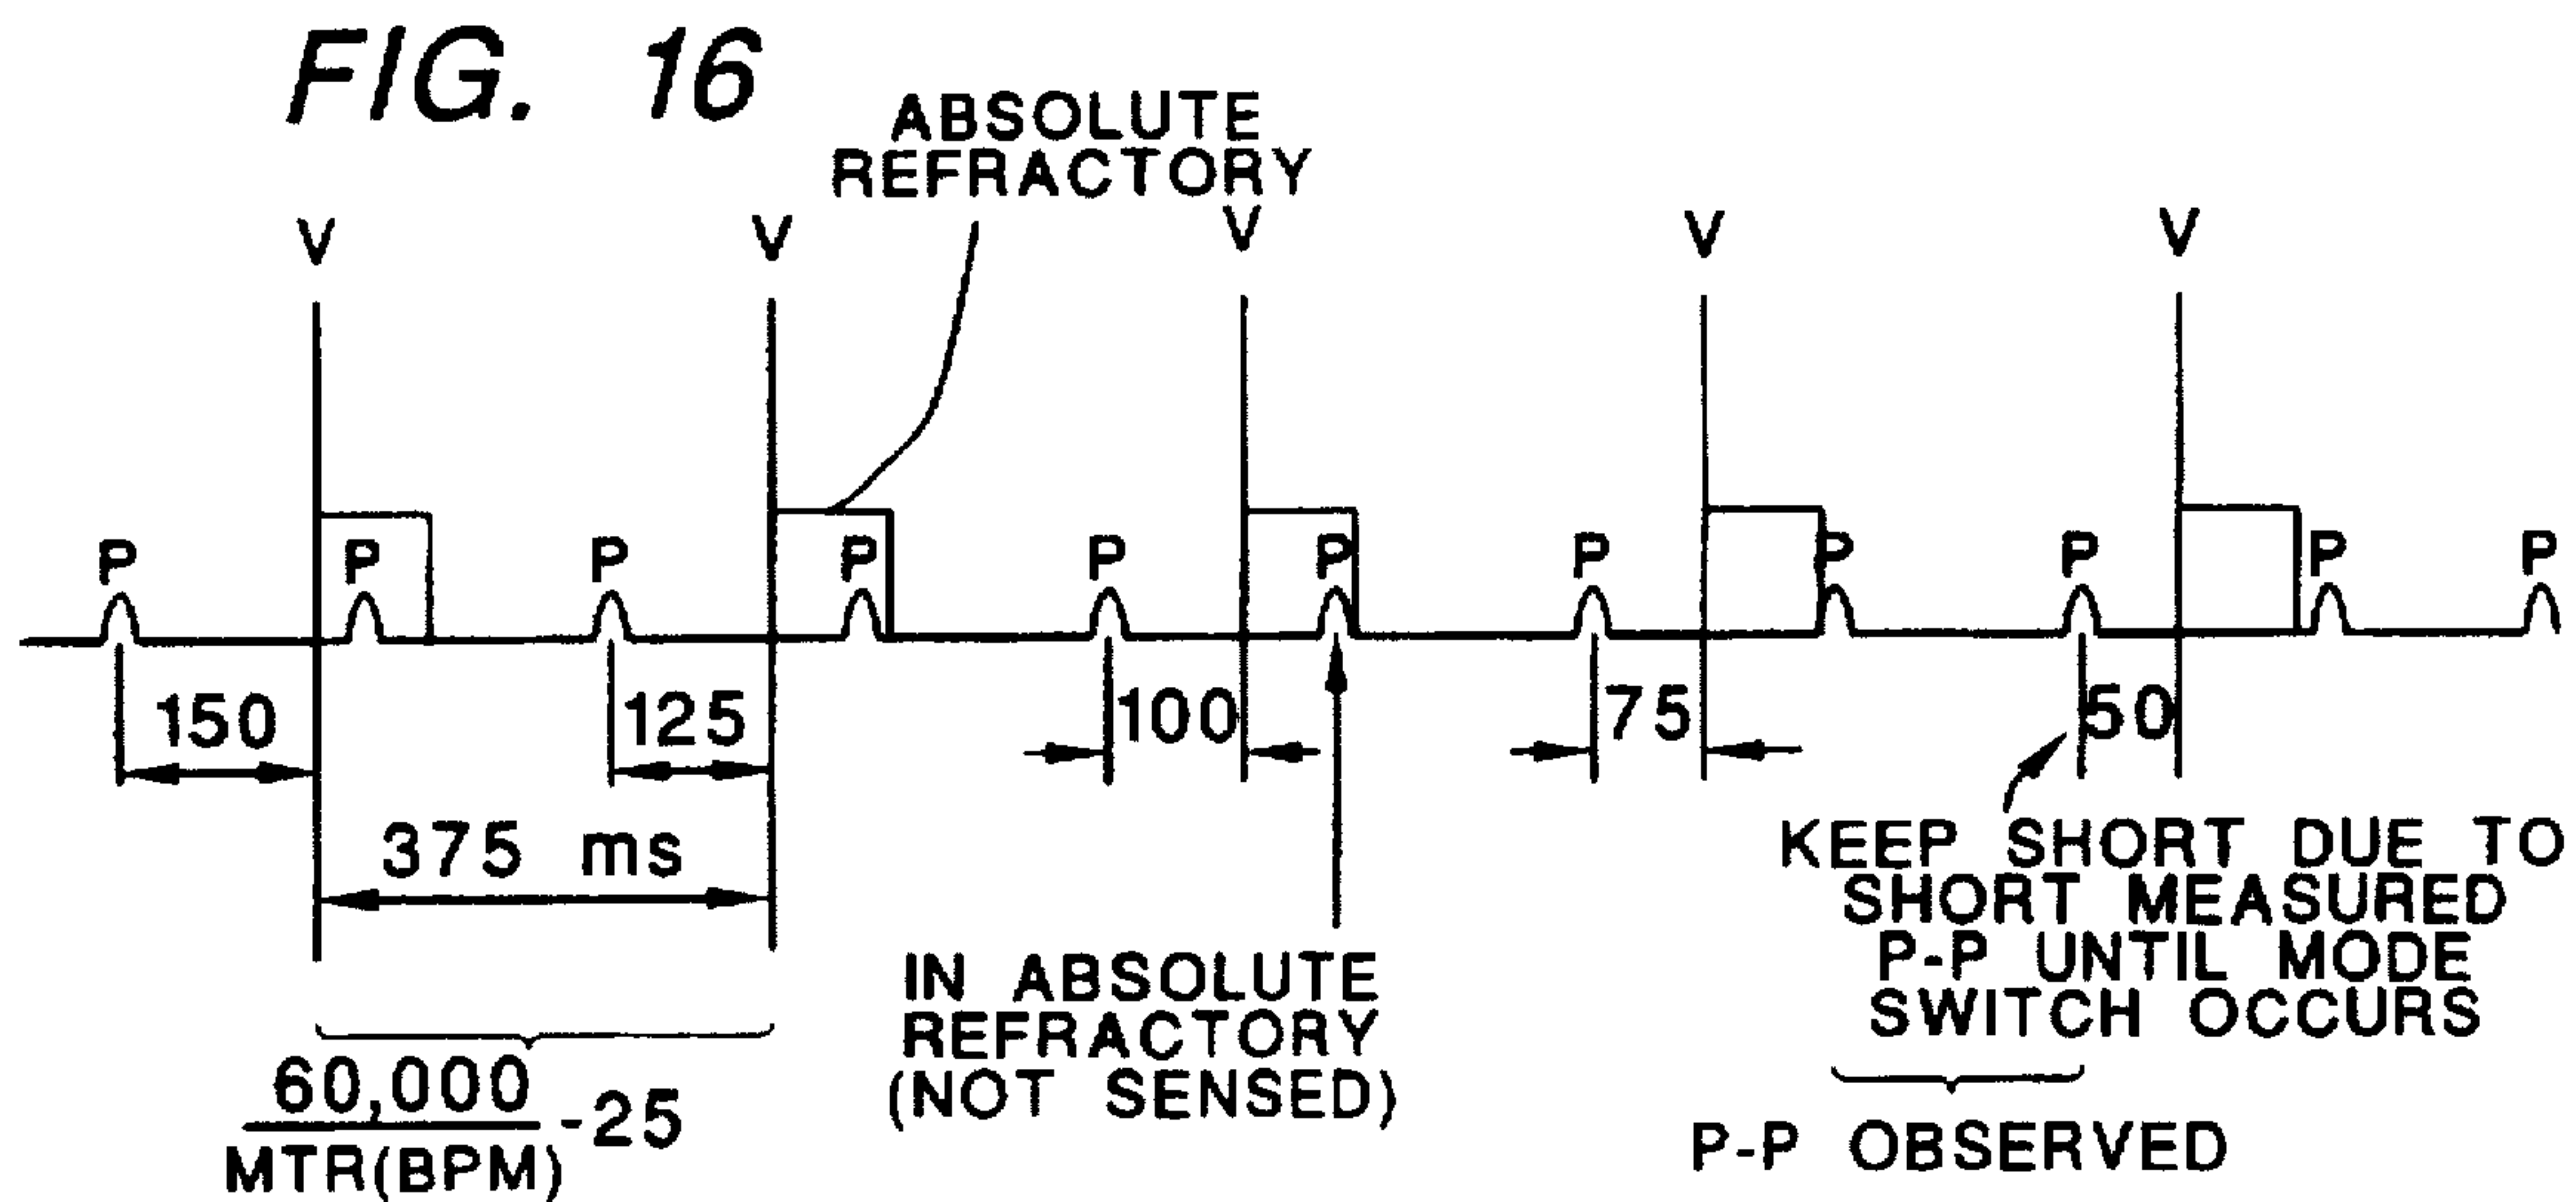 FIG. 16
ABSOLUTE
REFRACTORY
V V V V V
P P P P P P P P P P P
150 125 100 75 50
375 ms
60,000
MTR(BPM) -25
IN ABSOLUTE
REFRACTORY
(NOT SENSED)
KEEP SHORT DUE TO
SHORT MEASURED
P-P UNTIL MODE
SWITCH OCCURS
P-P OBSERVED